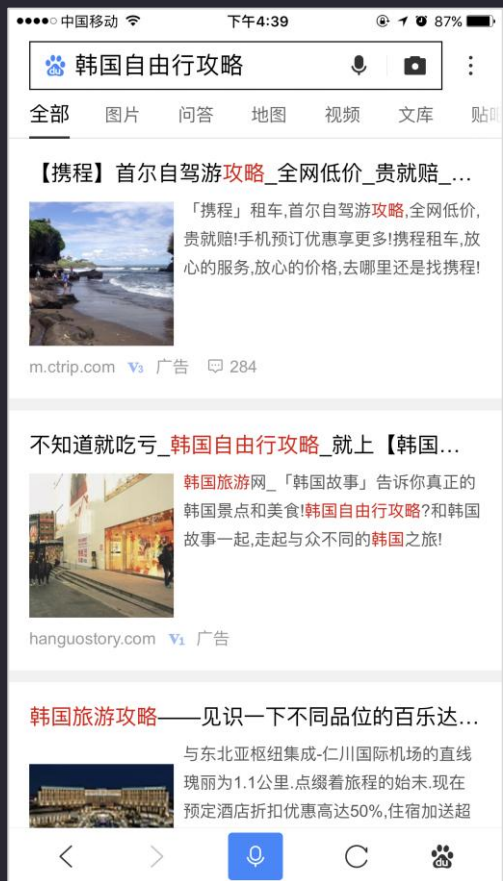 中国移动 下午4:39 87%
韩国自由行攻略
全部 图片 问答 地图 视频 文库 贴吧
【携程】首尔自驾游攻略_全网低价_贵就赔_...
「携程」租车,首尔自驾游攻略,全网低价,
贵就赔!手机预订优惠享更多!携程租车,放
心的服务,放心的价格,去哪里还是找携程!
m.ctrip.com V3 广告 284
不知道就吃亏_韩国自由行攻略_就上【韩国...
韩国旅游网_「韩国故事」告诉你真正的
韩国景点和美食!韩国自由行攻略?和韩国
故事一起,走起与众不同的韩国之旅!
hanguostory.com V1 广告
韩国旅游攻略——见识一下不同品位的百乐达...
与东北亚枢纽集成-仁川国际机场的直线
瑰丽为1.1公里.点缀着旅程的始末.现在
预定酒店折扣优惠高达50%,住宿加送超
du